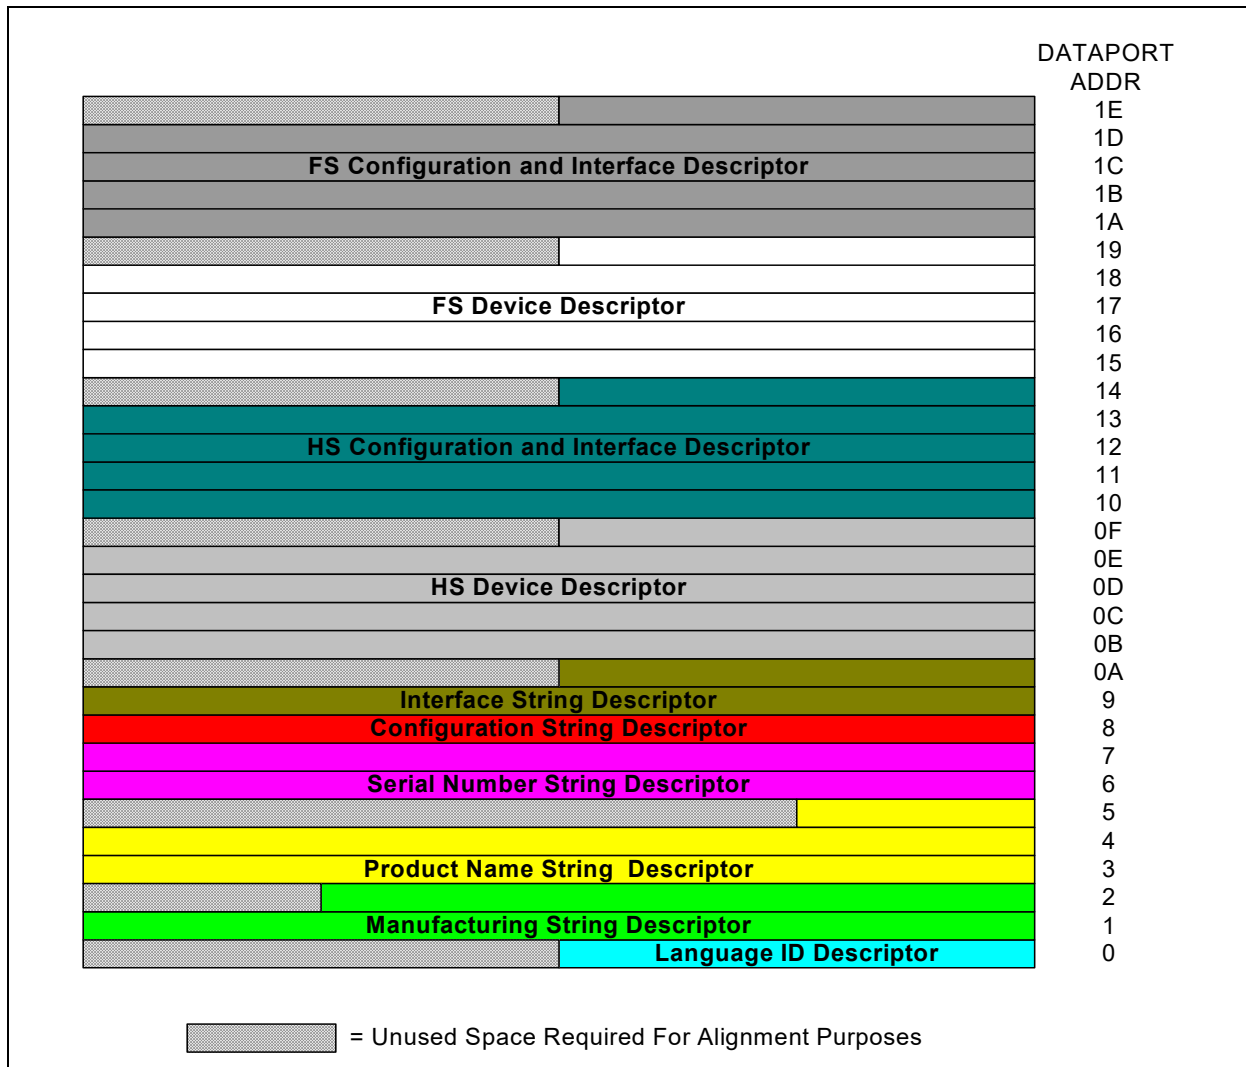 DATAPORT
ADDR
1E
1D
FS Configuration and Interface Descriptor 1C
1B
1A
19
18
FS Device Descriptor 17
16
15
14
13
HS Configuration and Interface Descriptor 12
11
10
0F
0E
HS Device Descriptor 0D
0C
0B
0A
Interface String Descriptor 9
Configuration String Descriptor 8
7
Serial Number String Descriptor 6
5
4
Product Name String Descriptor 3
2
Manufacturing String Descriptor 1
Language ID Descriptor 0
= Unused Space Required For Alignment Purposes